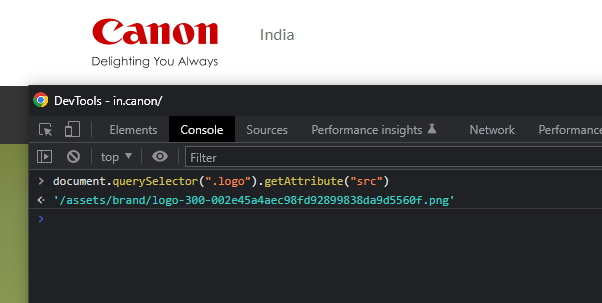 Canon
India
Delighting You Always
DevTools - in.canon/
Elements Console Sources Performance insights Network Performance
top Filter
document.querySelector(".logo").getAttribute("src")
'/assets/brand/logo-300-002e45a4aec98fd92899838da9d5560f.png'